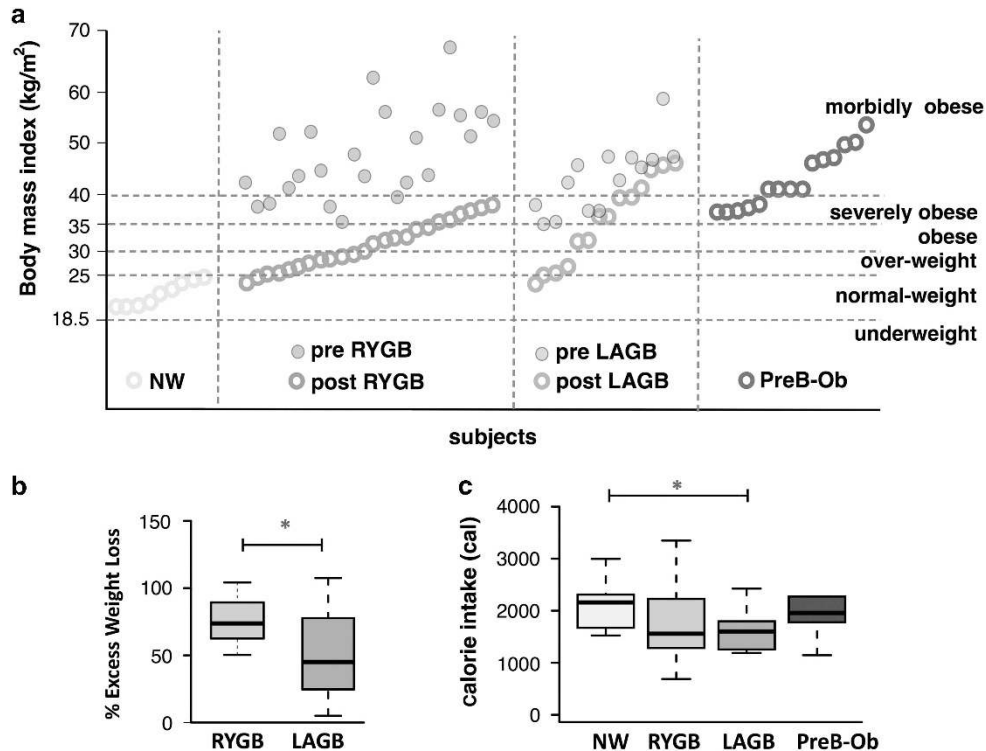 a
Body mass index (kg/m²)
70
60
50
40
35
30
25
18.5
morbidly obese
severely obese
obese
over-weight
normal-weight
underweight
NW
pre RYGB
post RYGB
pre LAGB
post LAGB
PreB-Ob
subjects
b
% Excess Weight Loss
150
100
50
0
*
RYGB LAGB
c
calorie intake (cal)
4000
3000
2000
1000
0
*
NW RYGB LAGB PreB-Ob